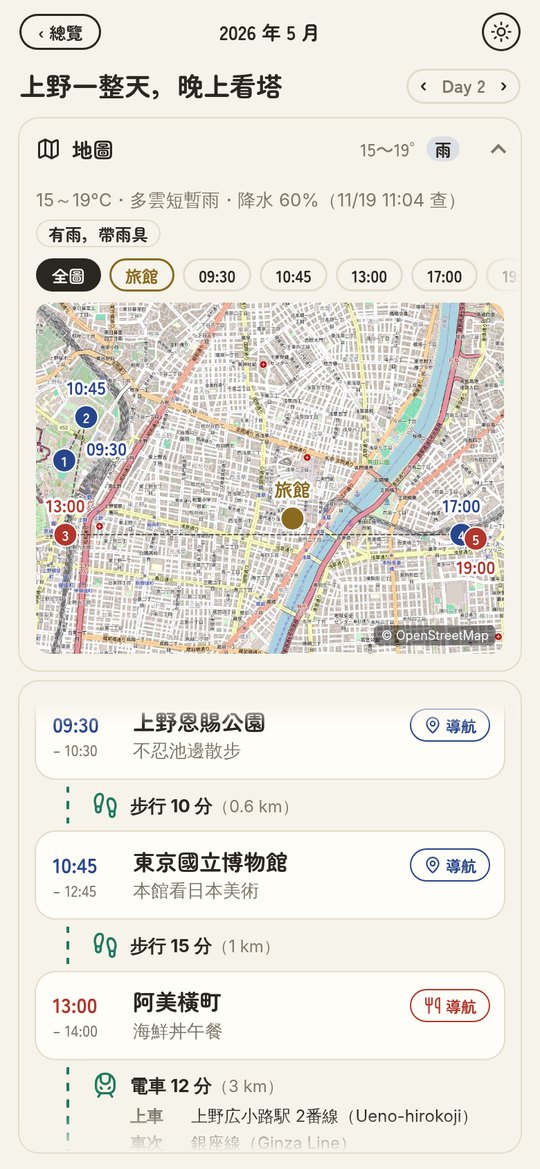 ‹ 總覽
2026 年 5 月
上野一整天，晚上看塔
‹ Day 2 ›
地圖
15～19°
雨
15～19°C・多雲短暫雨・降水 60%（11/19 11:04 查）
有雨，帶雨具
全圖
旅館
09:30
10:45
13:00
17:00
19
10:45
2
09:30
1
旅館
13:00
3
17:00
4
5
19:00
© OpenStreetMap
09:30
– 10:30
上野恩賜公園
不忍池邊散步
導航
步行 10 分（0.6 km）
10:45
– 12:45
東京國立博物館
本館看日本美術
導航
步行 15 分（1 km）
13:00
– 14:00
阿美橫町
海鮮丼午餐
導航
電車 12 分（3 km）
上車 上野広小路駅 2番線（Ueno-hirokoji）
車次 銀座線（Ginza Line）